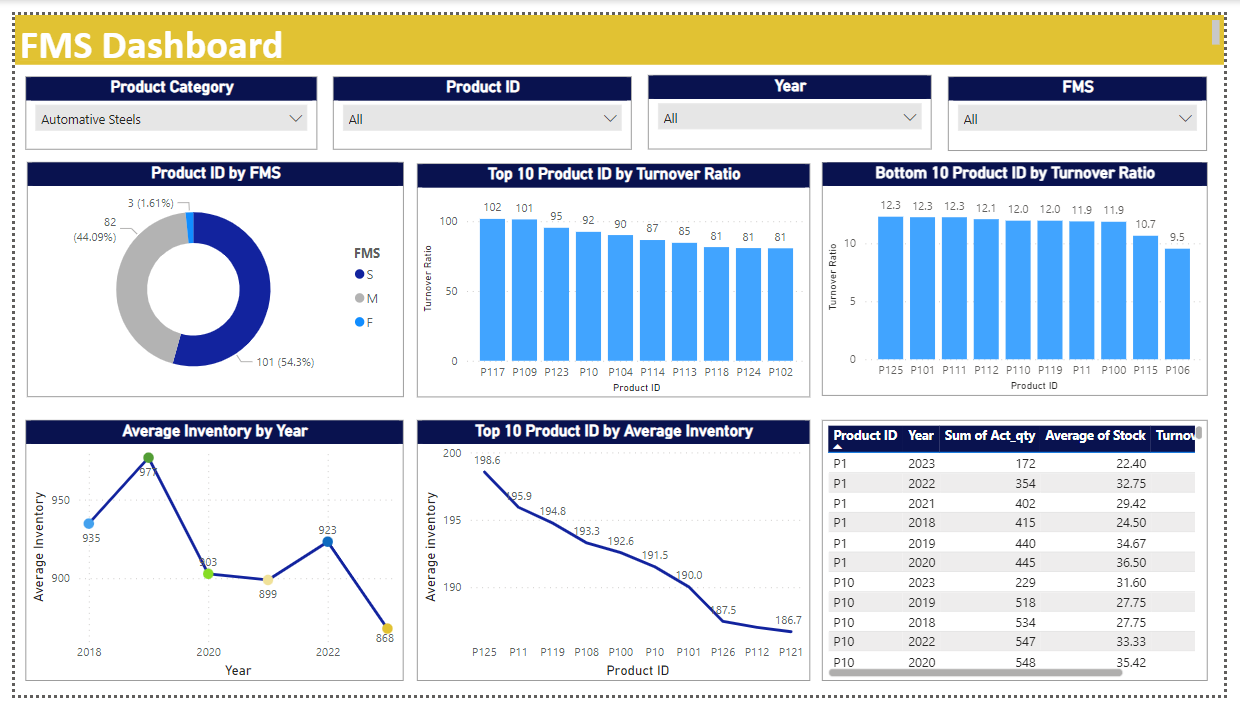 FMS Dashboard
Product Category
Automative Steels
Product ID
All
Year
All
FMS
All
Product ID by FMS
3 (1.61%)
82
(44.09%)
101 (54.3%)
FMS
S
M
F
Top 10 Product ID by Turnover Ratio
Turnover Ratio
100
50
0
102 101 95 92 90 87 85 81 81 81
P117 P109 P123 P10 P104 P114 P113 P118 P124 P102
Product ID
Bottom 10 Product ID by Turnover Ratio
Turnover Ratio
10
5
0
12.3 12.3 12.3 12.1 12.0 12.0 11.9 11.9 10.7 9.5
P125 P101 P111 P112 P110 P119 P11 P100 P115 P106
Product ID
Average Inventory by Year
Average Inventory
950
900
935
977
903
899
923
868
2018 2020 2022
Year
Top 10 Product ID by Average Inventory
Average inventory
200
195
190
198.6
195.9
194.8
193.3
192.6
191.5
190.0
187.5
186.7
P125 P11 P119 P108 P100 P10 P101 P126 P112 P121
Product ID
Product ID Year Sum of Act_qty Average of Stock Turnov
P1 2023 172 22.40
P1 2022 354 32.75
P1 2021 402 29.42
P1 2018 415 24.50
P1 2019 440 34.67
P1 2020 445 36.50
P10 2023 229 31.60
P10 2019 518 27.75
P10 2018 534 27.75
P10 2022 547 33.33
P10 2020 548 35.42